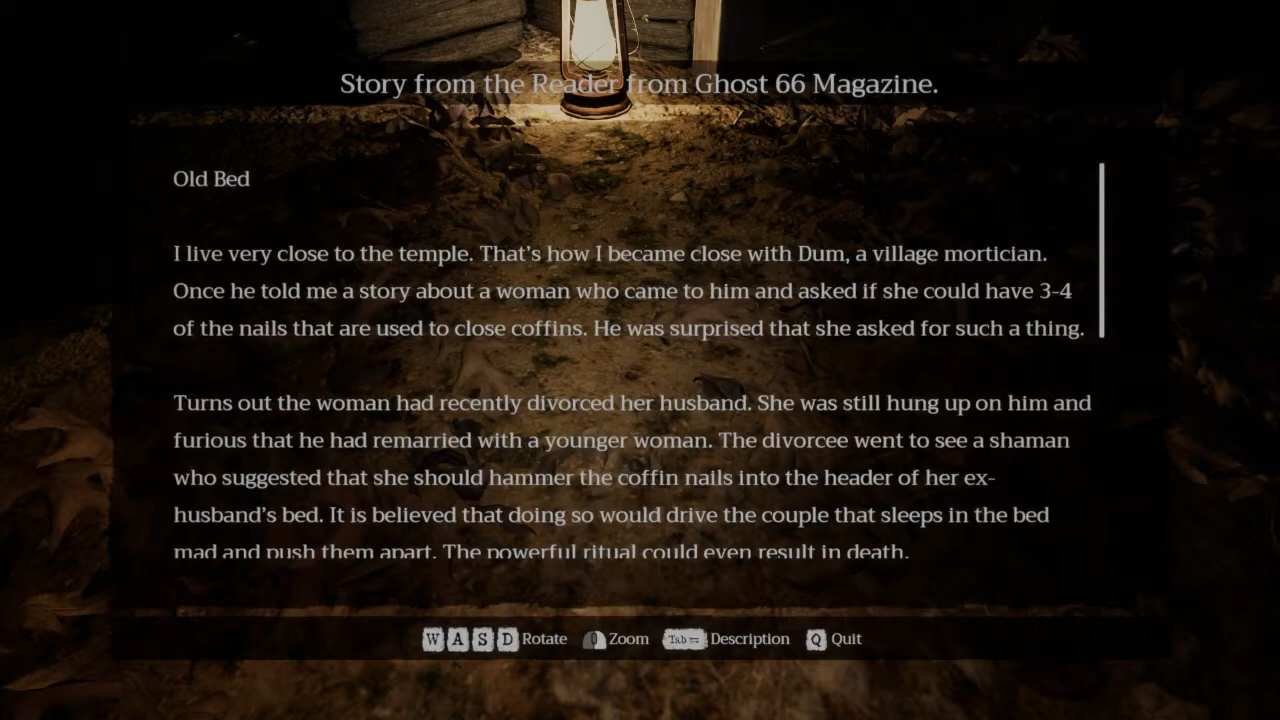 Story from the Reader from Ghost 66 Magazine.
Old Bed
I live very close to the temple. That's how I became close with Dum, a village mortician.
Once he told me a story about a woman who came to him and asked if she could have 3-4
of the nails that are used to close coffins. He was surprised that she asked for such a thing.
Turns out the woman had recently divorced her husband. She was still hung up on him and
furious that he had remarried with a younger woman. The divorcee went to see a shaman
who suggested that she should hammer the coffin nails into the header of her ex-
husband's bed. It is believed that doing so would drive the couple that sleeps in the bed
mad and push them apart. The powerful ritual could even result in death.
W A S D Rotate Zoom Tab Description Q Quit